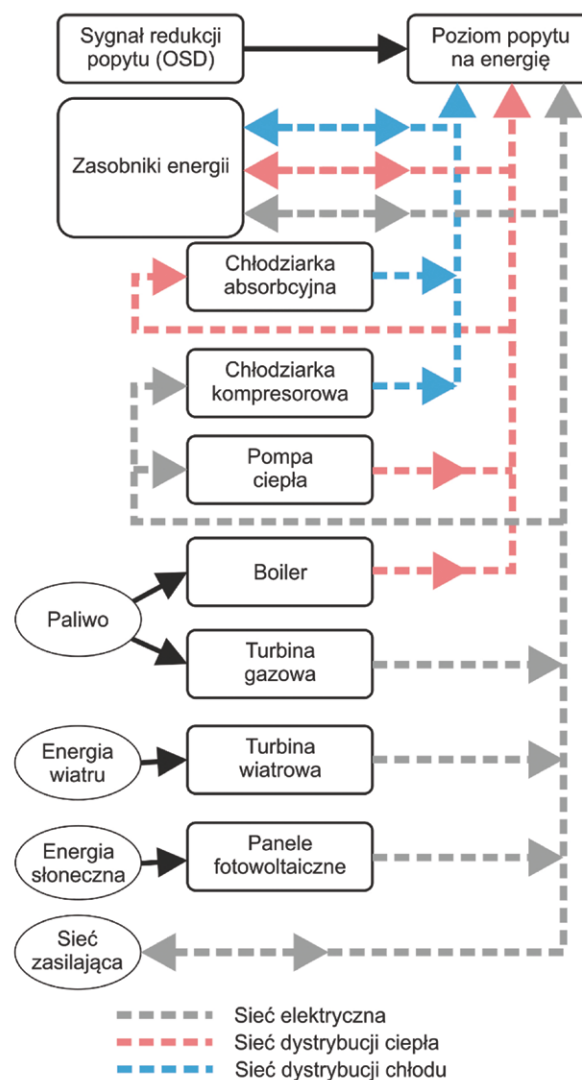 Sygnał redukcji
popytu (OSD)
Poziom popytu
na energię
Zasobniki energii
Chłodziarka
absorbcyjna
Chłodziarka
kompresorowa
Pompa
ciepła
Boiler
Paliwo
Turbina
gazowa
Energia
wiatru
Turbina
wiatrowa
Energia
słoneczna
Panele
fotowoltaiczne
Sieć
zasilająca
Sieć elektryczna
Sieć dystrybucji ciepła
Sieć dystrybucji chłodu